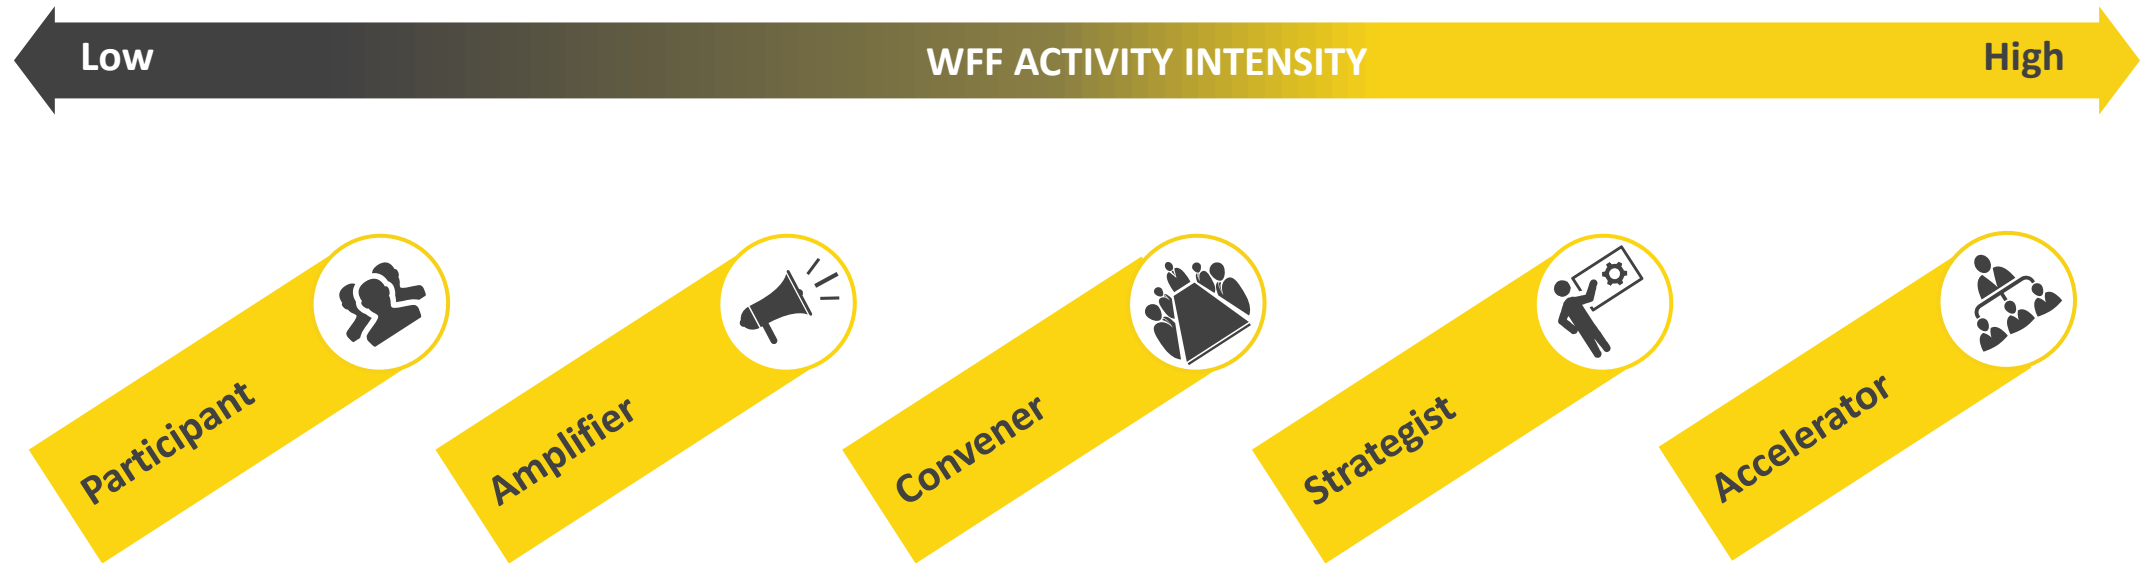 Low
WFF ACTIVITY INTENSITY
High
Participant
Amplifier
Convener
Strategist
Accelerator